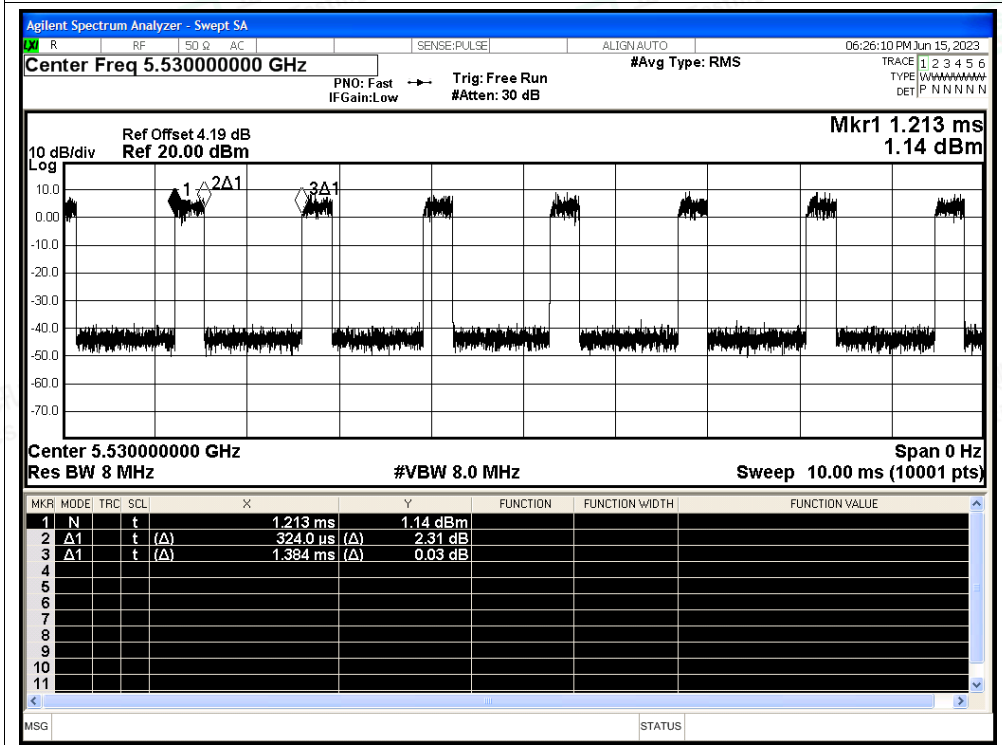 Agilent Spectrum Analyzer - Swept SA
LXI R RF 50 Ω AC SENSE:PULSE ALIGN AUTO 06:26:10 PM Jun 15, 2023
Center Freq 5.530000000 GHz #Avg Type: RMS TRACE 1 2 3 4 5 6
PNO: Fast Trig: Free Run TYPE WWWWWW
IFGain:Low #Atten: 30 dB DET P N N N N N
Mkr1 1.213 ms
Ref Offset 4.19 dB
10 dB/div Ref 20.00 dBm 1.14 dBm
Log
10.0 1 2Δ1 3Δ1
0.00
-10.0
-20.0
-30.0
-40.0
-50.0
-60.0
-70.0
Center 5.530000000 GHz Span 0 Hz
Res BW 8 MHz #VBW 8.0 MHz Sweep 10.00 ms (10001 pts)
MKR MODE TRC SCL X Y FUNCTION FUNCTION WIDTH FUNCTION VALUE
1 N t 1.213 ms 1.14 dBm
2 Δ1 t (Δ) 324.0 µs (Δ) 2.31 dB
3 Δ1 t (Δ) 1.384 ms (Δ) 0.03 dB
4
5
6
7
8
9
10
11
MSG STATUS